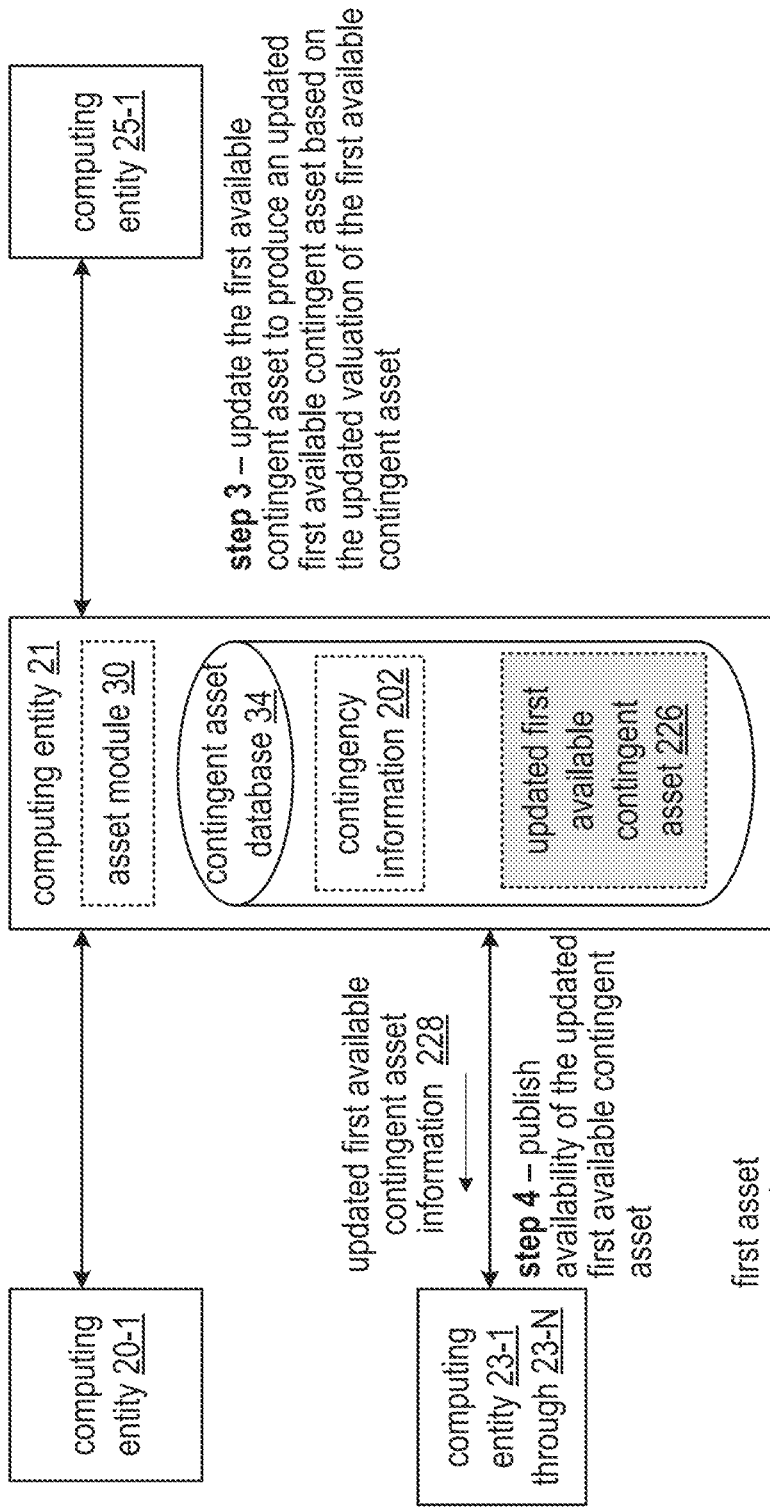 computing
entity 20-1
computing entity 21
asset module 30
contingent asset
database 34
contingency
information 202
updated first
available
contingent
asset 226
computing
entity 25-1
step 3 – update the first available
contingent asset to produce an updated
first available contingent asset based on
the updated valuation of the first available
contingent asset
updated first available
contingent asset
information 228
computing
entity 23-1
through 23-N
step 4 – publish
availability of the updated
first available contingent
asset
first asset